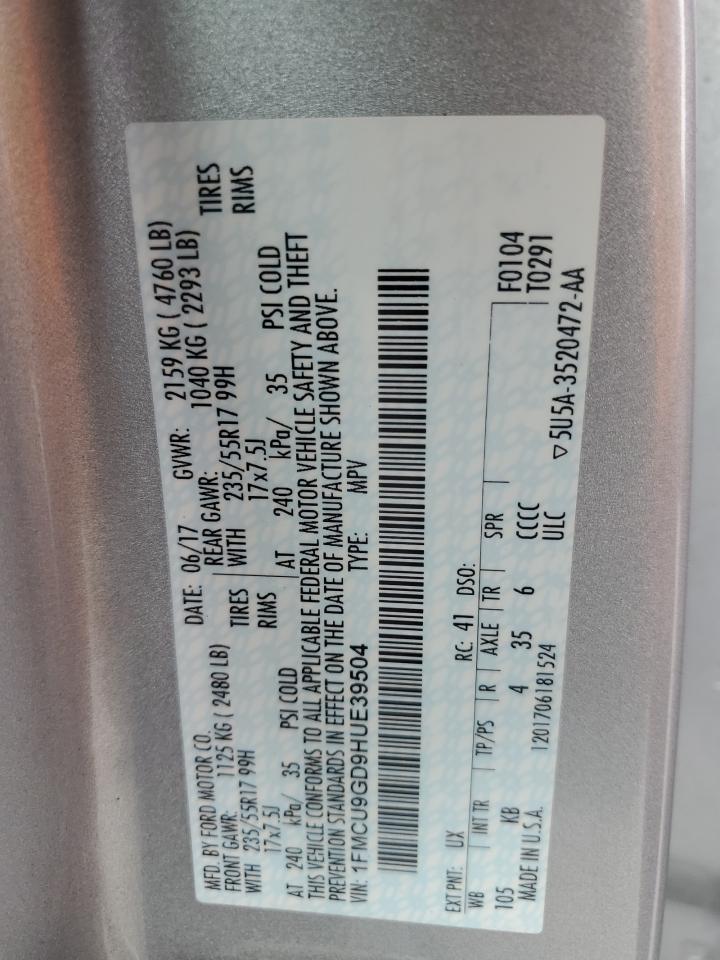 MFD. BY FORD MOTOR CO. DATE: 06/17 GVWR: 2159 KG ( 4760 LB)
FRONT GAWR: 1125 KG ( 2480 LB) REAR GAWR: 1040 KG ( 2293 LB)
WITH 235/55R17 99H TIRES WITH 235/55R17 99H TIRES
17x7.5J RIMS 17x7.5J RIMS
AT 240 kPa/ 35 PSI COLD AT 240 kPa/ 35 PSI COLD
THIS VEHICLE CONFORMS TO ALL APPLICABLE FEDERAL MOTOR VEHICLE SAFETY AND THEFT
PREVENTION STANDARDS IN EFFECT ON THE DATE OF MANUFACTURE SHOWN ABOVE.
VIN: 1FMCU9GD9HUE39504 TYPE: MPV
EXT PNT: UX RC: 41 DSO: F0104
WB INT TR TP/PS R AXLE TR SPR T0291
105 KB 4 35 6 CCCC
MADE IN U.S.A. 1201706181524 ULC ▽5U5A-3520472-AA